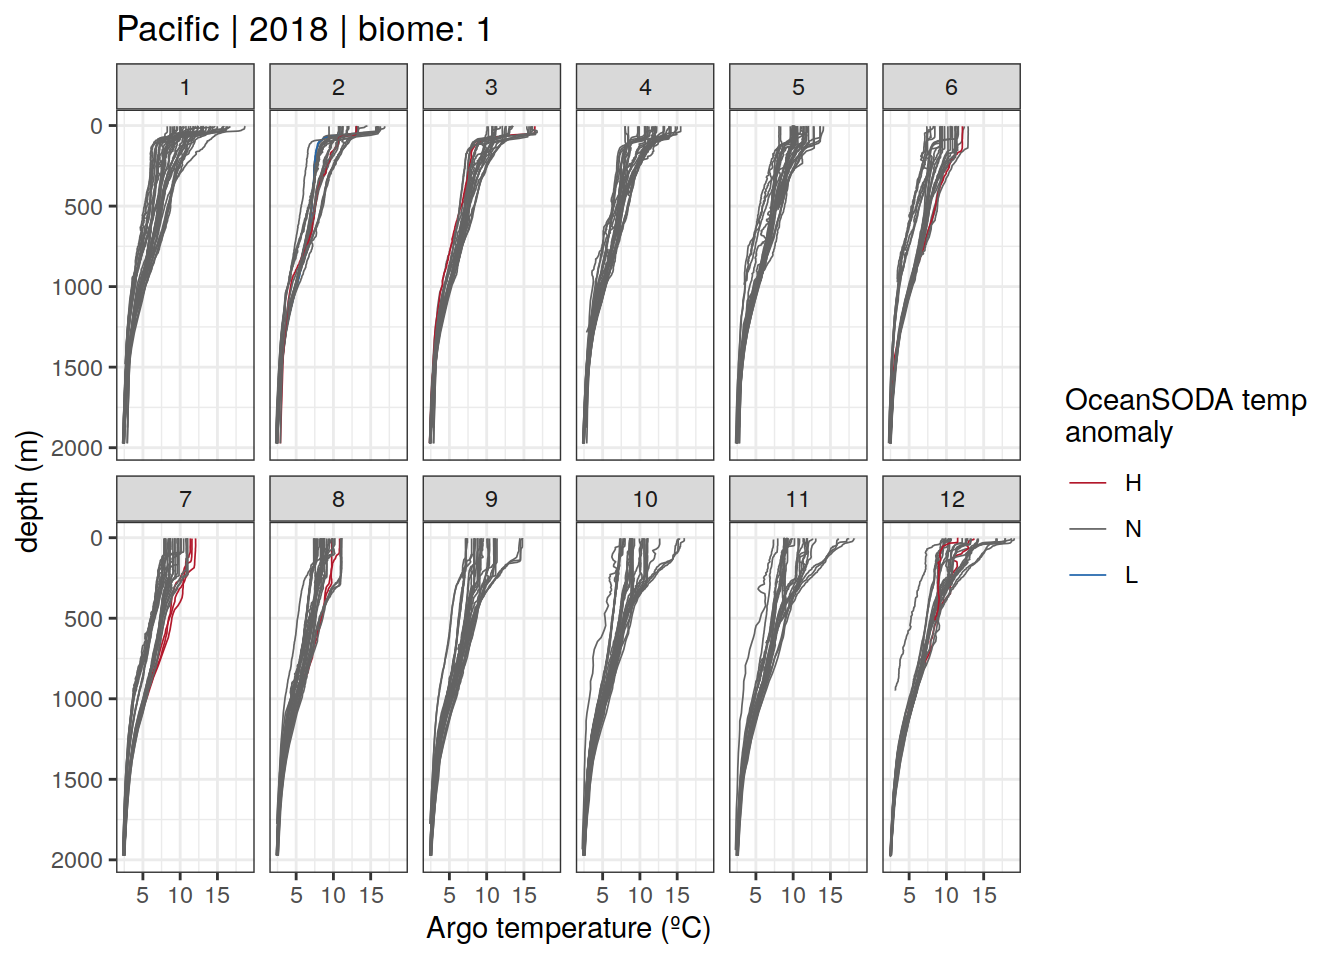 Pacific | 2018 | biome: 1
1 2 3 4 5 6
0
500
1000
1500
2000
7 8 9 10 11 12
0
500
1000
1500
2000
5 10 15 5 10 15 5 10 15 5 10 15 5 10 15 5 10 15
Argo temperature (ºC)
depth (m)
OceanSODA temp
anomaly
H
N
L